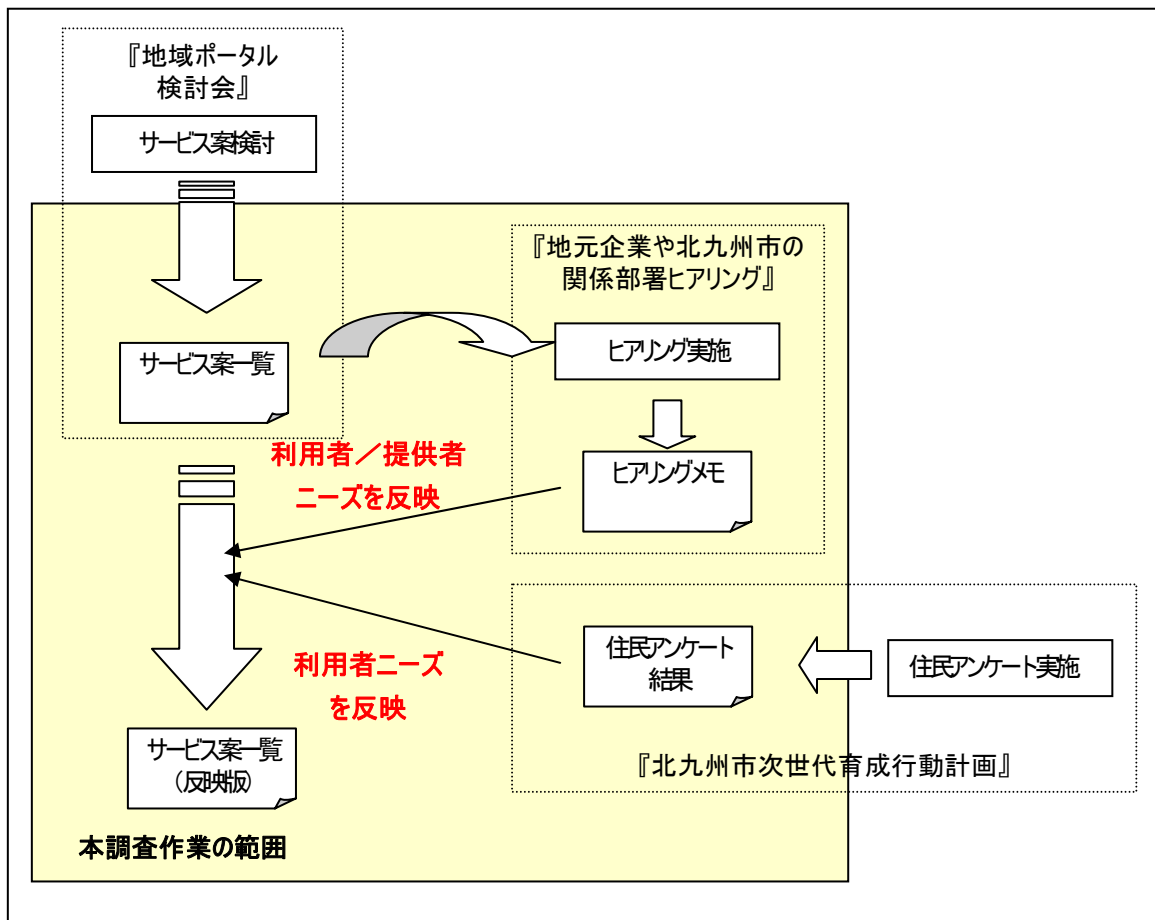 『地域ポータル
検討会』
サービス案検討
サービス案一覧
『地元企業や北九州市の
関係部署ヒアリング』
ヒアリング実施
ヒアリングメモ
利用者／提供者
ニーズを反映
利用者ニーズ
を反映
住民アンケート
結果
住民アンケート実施
『北九州市次世代育成行動計画』
サービス案一覧
（反映版）
本調査作業の範囲